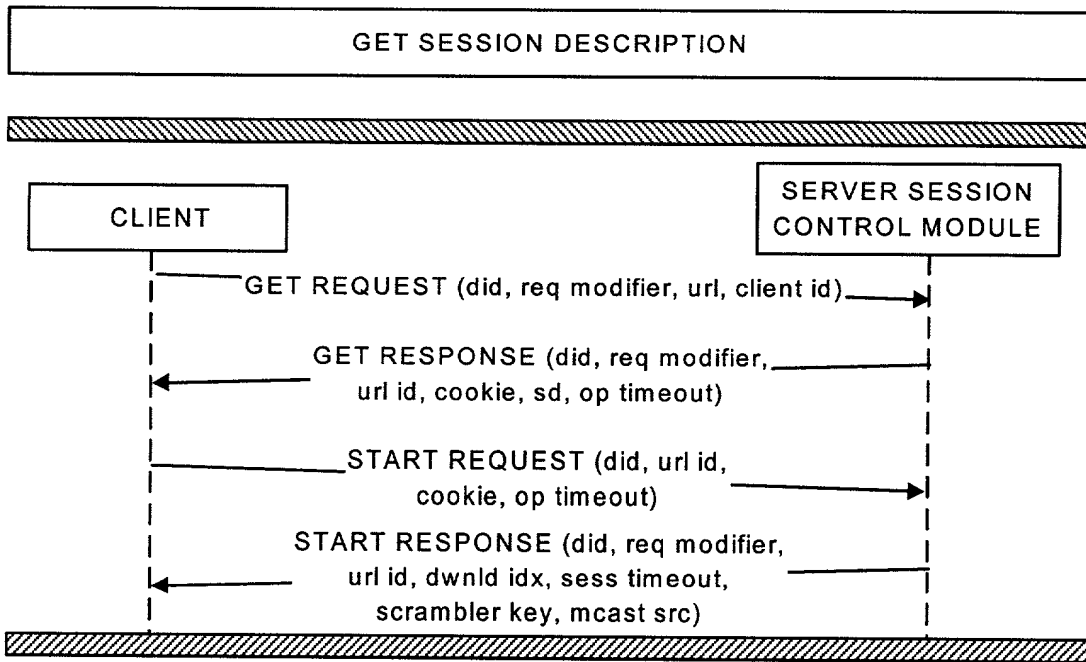 GET SESSION DESCRIPTION
CLIENT
SERVER SESSION
CONTROL MODULE
GET REQUEST (did, req modifier, url, client id)
GET RESPONSE (did, req modifier,
url id, cookie, sd, op timeout)
START REQUEST (did, url id,
cookie, op timeout)
START RESPONSE (did, req modifier,
url id, dwnld idx, sess timeout,
scrambler key, mcast src)